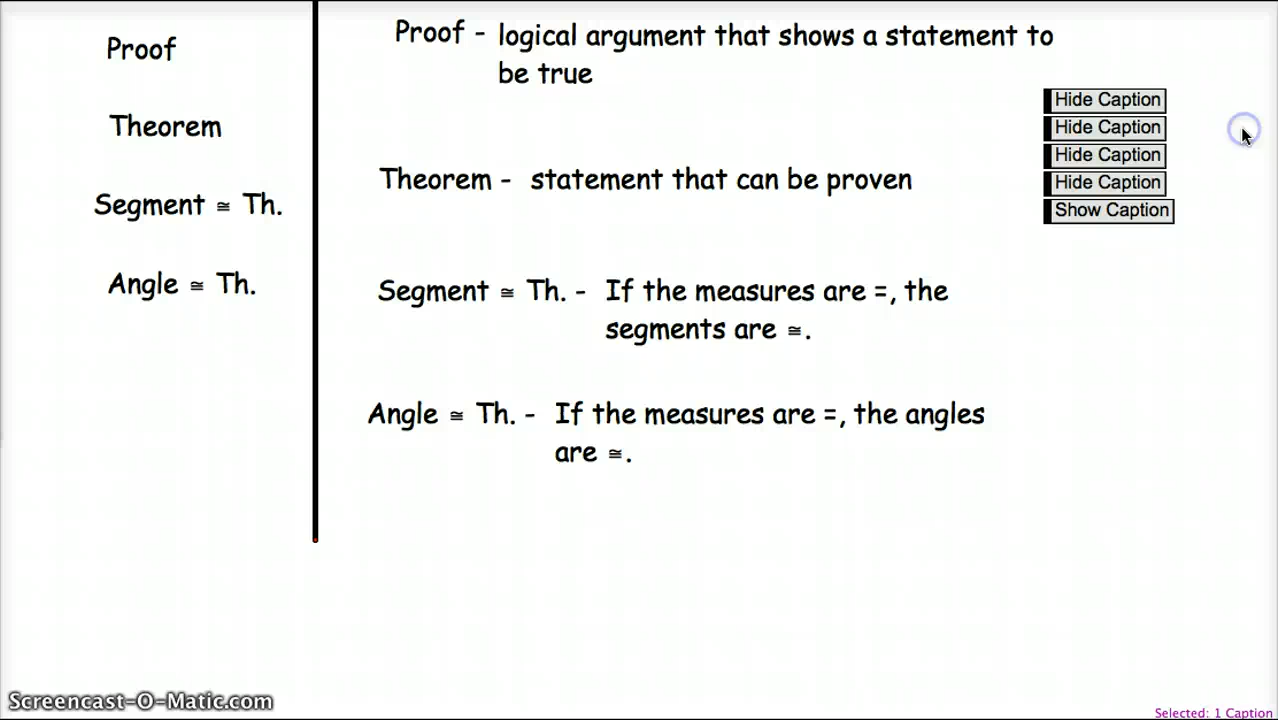 Proof
Theorem
Segment ≅ Th.
Angle ≅ Th.
Proof - logical argument that shows a statement to
be true
Theorem - statement that can be proven
Segment ≅ Th. - If the measures are =, the
segments are ≅.
Angle ≅ Th. - If the measures are =, the angles
are ≅.
Hide Caption
Hide Caption
Hide Caption
Hide Caption
Show Caption
Screencast-O-Matic.com
Selected: 1 Caption